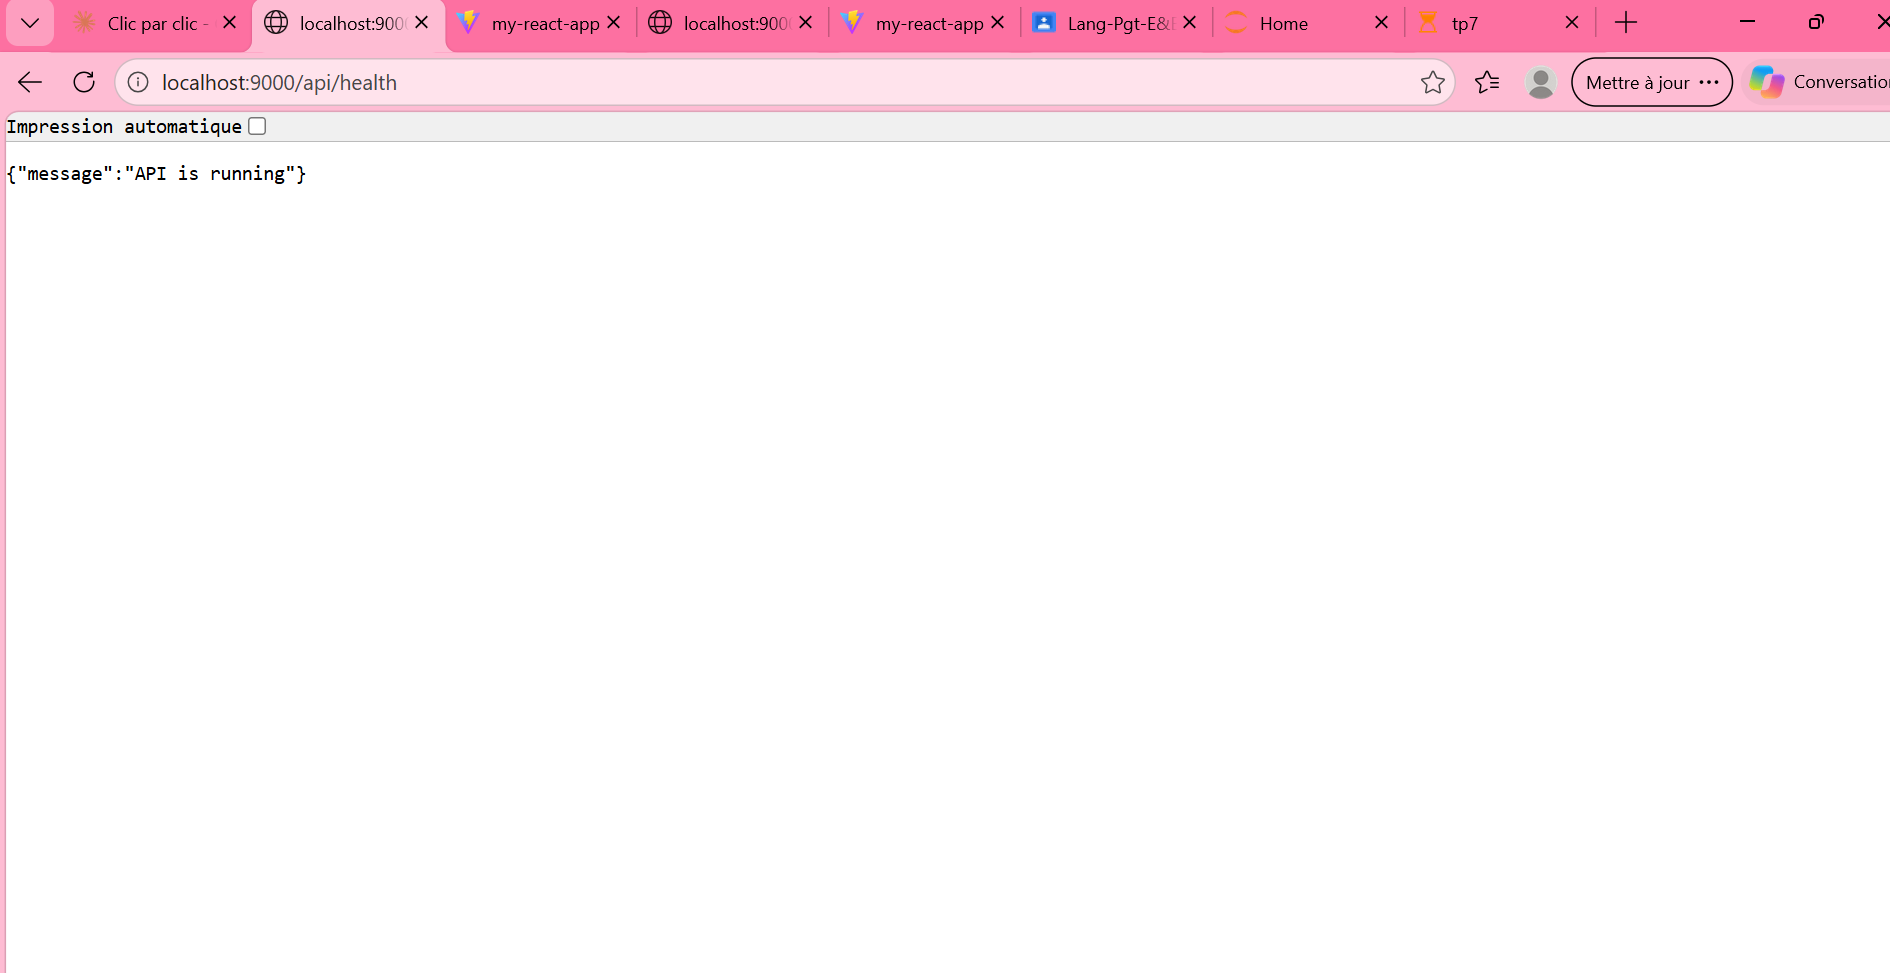 Clic par clic -
localhost:900
my-react-app
localhost:900
my-react-app
Lang-Pgt-E&
Home
tp7
localhost:9000/api/health
Mettre à jour
Conversatio
Impression automatique
{"message":"API is running"}